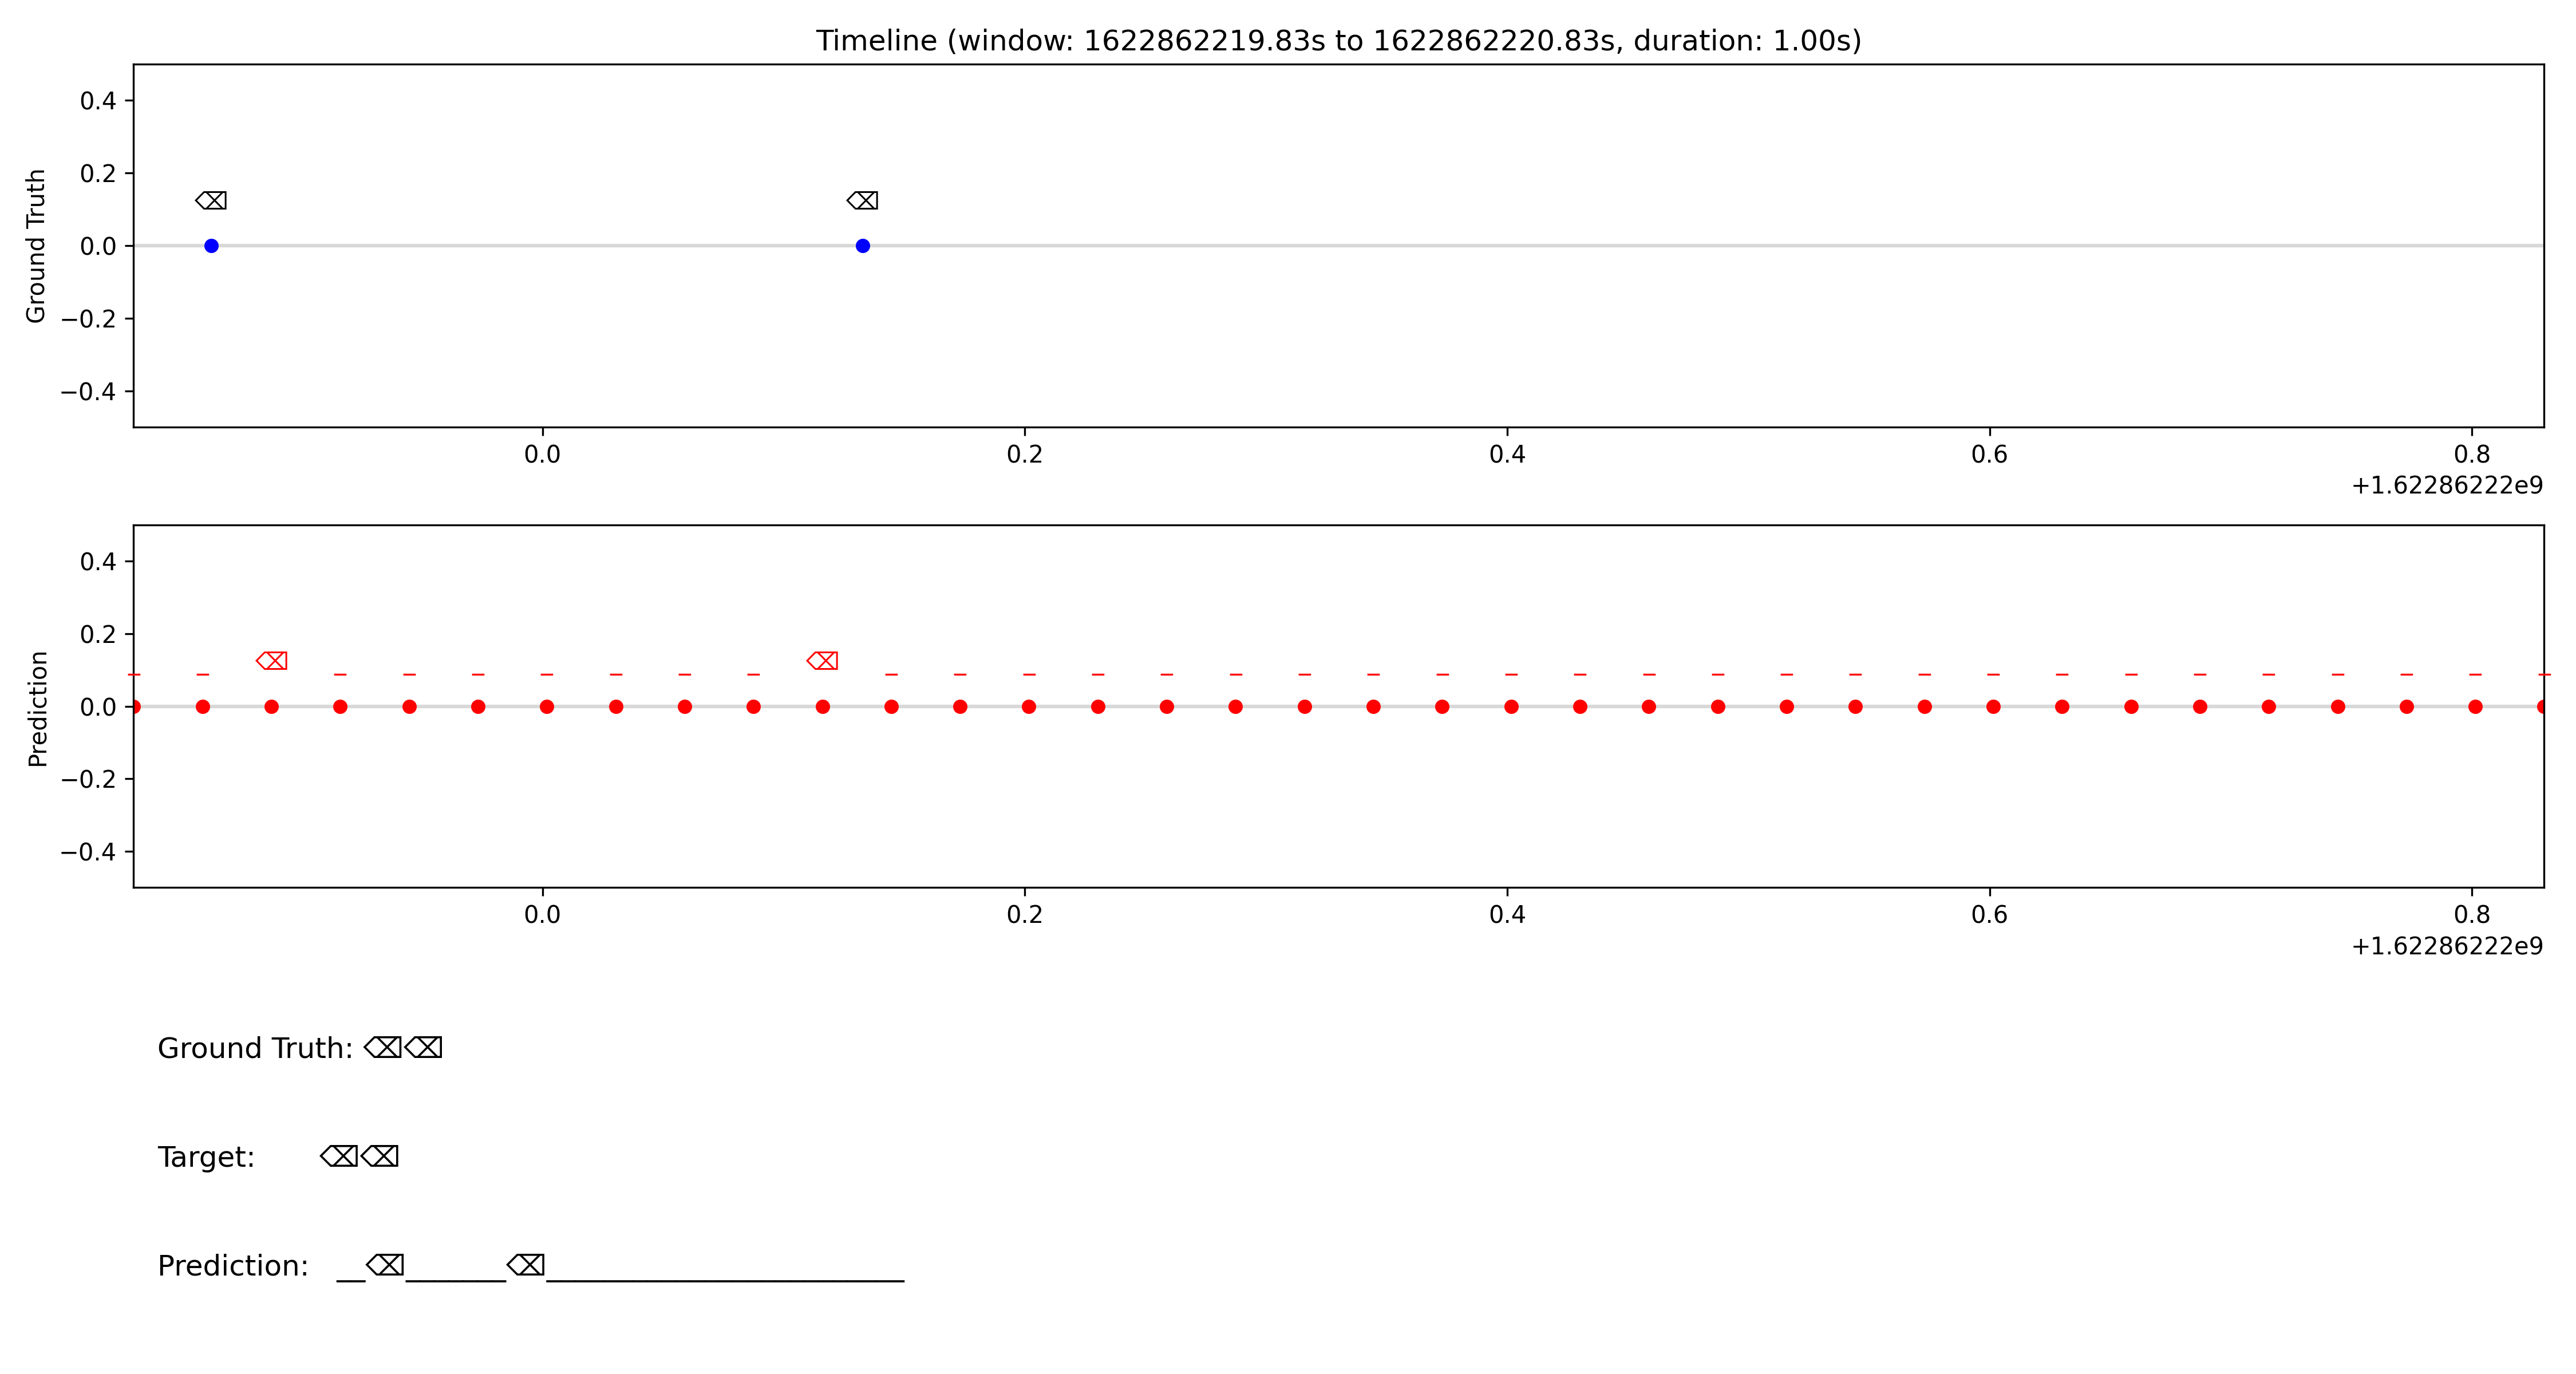 Timeline (window: 1622862219.83s to 1622862220.83s, duration: 1.00s)
Ground Truth
0.4
0.2
0.0
−0.2
−0.4
⌫ ⌫
0.0 0.2 0.4 0.6 0.8
+1.62286222e9
Prediction
0.4
0.2
0.0
−0.2
−0.4
_ _ ⌫ _ _ _ _ _ _ _ ⌫ _ _ _ _ _ _ _ _ _ _ _ _ _ _ _ _ _ _ _ _ _ _ _ _ _
0.0 0.2 0.4 0.6 0.8
+1.62286222e9
Ground Truth: ⌫⌫
Target: ⌫⌫
Prediction: __⌫_______⌫_________________________